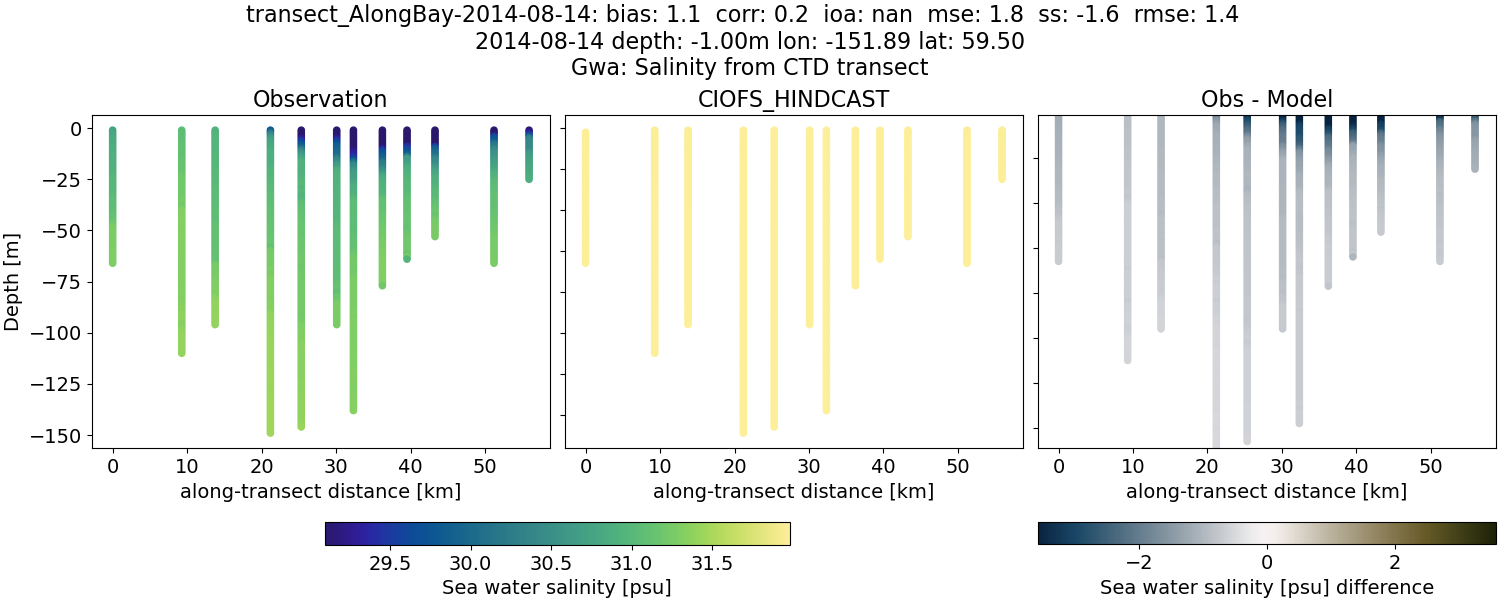 transect_AlongBay-2014-08-14: bias: 1.1  corr: 0.2  ioa: nan  mse: 1.8  ss: -1.6  rmse: 1.4
2014-08-14 depth: -1.00m lon: -151.89 lat: 59.50
Gwa: Salinity from CTD transect
Observation
CIOFS_HINDCAST
Obs - Model
Depth [m]
0
−25
−50
−75
−100
−125
−150
0 10 20 30 40 50
0 10 20 30 40 50
0 10 20 30 40 50
along-transect distance [km]
along-transect distance [km]
along-transect distance [km]
29.5 30.0 30.5 31.0 31.5
Sea water salinity [psu]
−2 0 2
Sea water salinity [psu] difference